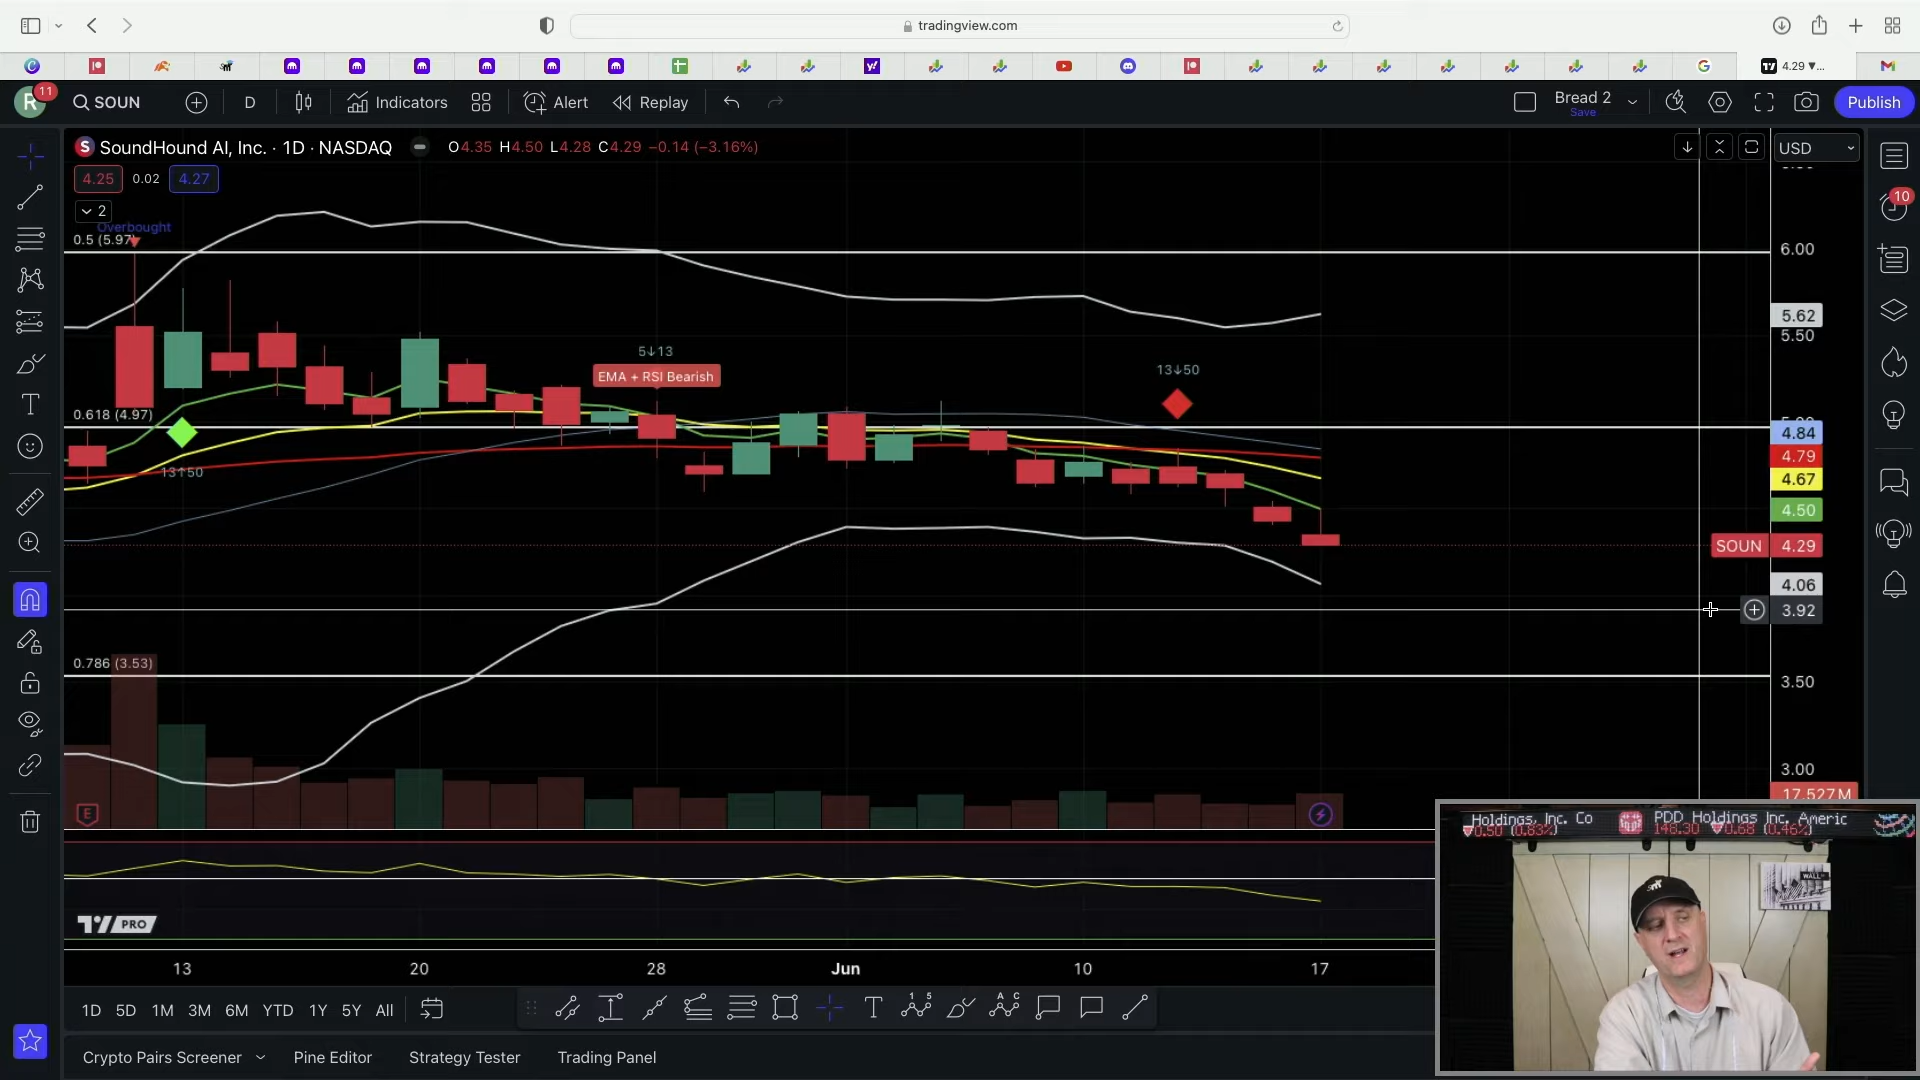 tradingview.com
4.29 ▼...
R 11 SOUN D Indicators Alert Replay Bread 2 Save Publish
SoundHound AI, Inc. · 1D · NASDAQ O4.35 H4.50 L4.28 C4.29 −0.14 (−3.16%) USD
4.25 0.02 4.27
2
Overbought
0.5 (5.97)
6.00
5.62
5.50
5↓13
EMA + RSI Bearish
13↓50
0.618 (4.97)
4.84
4.79
13↑50
4.67
4.50
SOUN 4.29
4.06
3.92
0.786 (3.53)
3.50
3.00
17.527M
E
10
Holdings, Inc. Co PDD Holdings Inc. Americ
▼0.50 (0.83%) 148.30 ▼0.68 (0.46%)
WALL
PRO
13 20 28 Jun 10 17
1D 5D 1M 3M 6M YTD 1Y 5Y All
Crypto Pairs Screener Pine Editor Strategy Tester Trading Panel